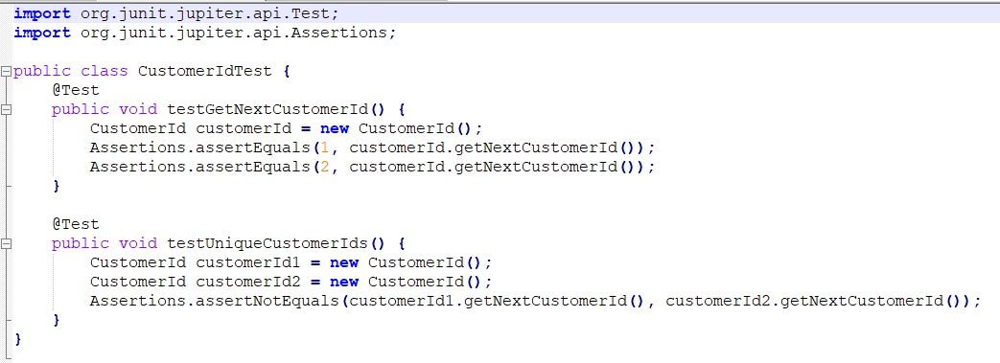 import org.junit.jupiter.api.Test;
import org.junit.jupiter.api.Assertions;
public class CustomerIdTest {
    @Test
    public void testGetNextCustomerId() {
        CustomerId customerId = new CustomerId();
        Assertions.assertEquals(1, customerId.getNextCustomerId());
        Assertions.assertEquals(2, customerId.getNextCustomerId());
    }
    @Test
    public void testUniqueCustomerIds() {
        CustomerId customerId1 = new CustomerId();
        CustomerId customerId2 = new CustomerId();
        Assertions.assertNotEquals(customerId1.getNextCustomerId(), customerId2.getNextCustomerId());
    }
}